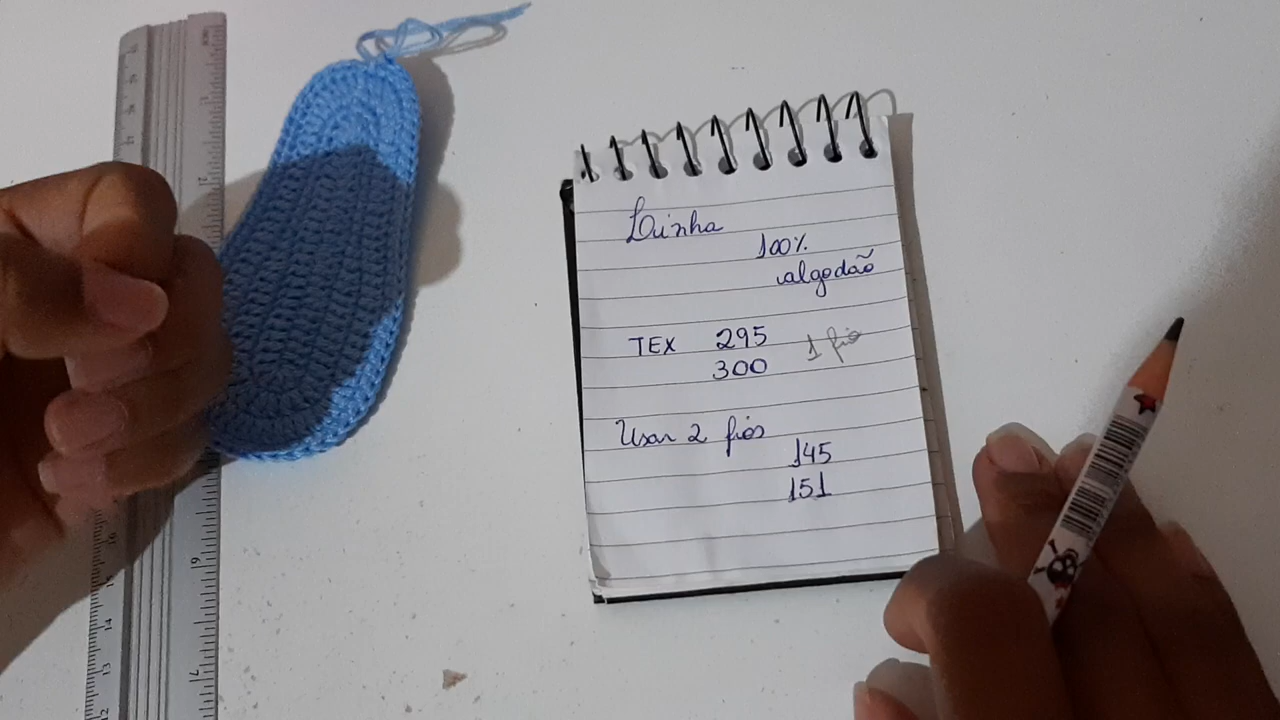 Linha
100%
algodão
TEX 295 1 fio
300
Usar 2 fios
145
151